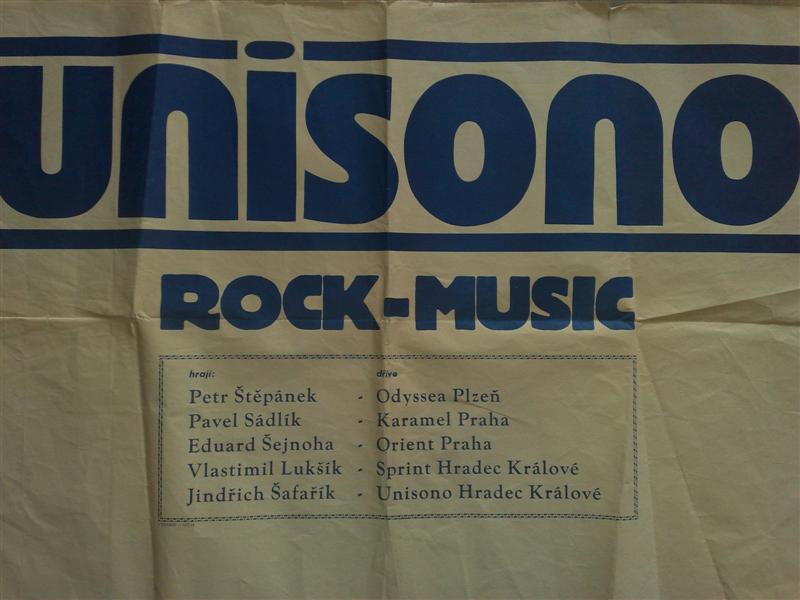 unisono
ROCK-MUSIC
hrají: dříve
Petr Štěpánek - Odyssea Plzeň
Pavel Sádlík - Karamel Praha
Eduard Šejnoha - Orient Praha
Vlastimil Lukšík - Sprint Hradec Králové
Jindřich Šafařík - Unisono Hradec Králové